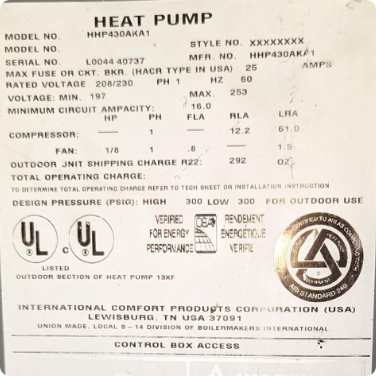 HEAT PUMP
MODEL NO. HHP430AKA1
MODEL NO. STYLE NO. XXXXXXXX
SERIAL NO. L0044 40737 MFR. NO. HHP430AKA1
MAX FUSE OR CKT. BKR. (HACR TYPE IN USA) 25 AMPS
RATED VOLTAGE 208/230 PH 1 HZ 60
VOLTAGE: MIN. 197 MAX. 253
MINIMUM CIRCUIT AMPACITY: 16.0
HP PH FLA RLA LRA
COMPRESSOR: — 1 — 12.2 61.0
FAN: 1/8 1 .8 — 1.5
OUTDOOR UNIT SHIPPING CHARGE R22: 292 OZ
TOTAL OPERATING CHARGE:
TO DETERMINE TOTAL OPERATING CHARGE REFER TO TECH SHEET OR INSTALLATION INSTRUCTION
DESIGN PRESSURE (PSIG): HIGH 300 LOW 300 FOR OUTDOOR USE
UL C UL
VERIFIED RENDEMENT
FOR ENERGY ÉNERGÉTIQUE
PERFORMANCE VERIFIE
LISTED
OUTDOOR SECTION OF HEAT PUMP 13XF
ARI STANDARD 240
INTERNATIONAL COMFORT PRODUCTS CORPORATION (USA)
LEWISBURG, TN USA 37091
UNION MADE. LOCAL S-14 DIVISION OF BOILERMAKERS INTERNATIONAL
CONTROL BOX ACCESS